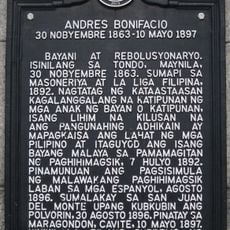 ANDRES BONIFACIO
30 NOBYEMBRE 1863-10 MAYO 1897
BAYANI AT REBOLUSYONARYO.
ISINILANG SA TONDO, MAYNILA,
30 NOBYEMBRE 1863. SUMAPI SA
MASONERIYA AT LA LIGA FILIPINA,
1892. NAGTATAG NG KATAASTAASAN
KAGALANGGALANG NA KATIPUNAN NG
MGA ANAK NG BAYAN O KATIPUNAN,
ISANG LIHIM NA KILUSAN NA
ANG PANGUNAHING ADHIKAIN AY
MAPAGKAISA ANG LAHAT NG MGA
PILIPINO AT ITAGUYOD ANG ISANG
BAYANG MALAYA SA PAMAMAGITAN
NG PAGHIHIMAGSIK, 7 HULYO 1892.
PINAMUNUAN ANG PAGSISIMULA
NG MALAWAKANG PAGHIHIMAGSIK
LABAN SA MGA ESPANYOL, AGOSTO
1896. SUMALAKAY SA SAN JUAN
DEL MONTE UPANG KUBKUBIN ANG
POLVORIN, 30 AGOSTO 1896. PINATAY SA
MARAGONDON, CAVITE, 10 MAYO 1897.